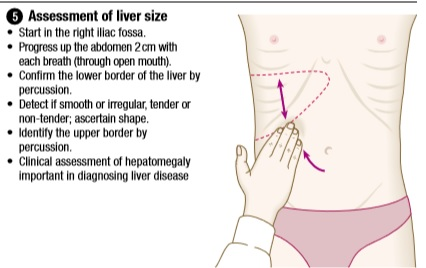 5 Assessment of liver size
• Start in the right iliac fossa.
• Progress up the abdomen 2 cm with
each breath (through open mouth).
• Confirm the lower border of the liver by
percussion.
• Detect if smooth or irregular, tender or
non-tender; ascertain shape.
• Identify the upper border by
percussion.
• Clinical assessment of hepatomegaly
important in diagnosing liver disease